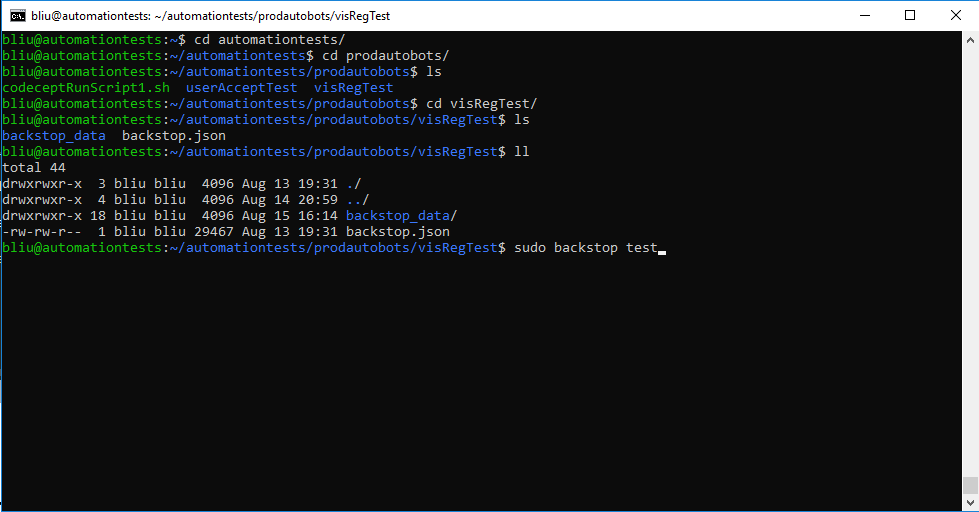 bliu@automationtests: ~/automationtests/prodautobots/visRegTest
bliu@automationtests:~$ cd automationtests/
bliu@automationtests:~/automationtests$ cd prodautobots/
bliu@automationtests:~/automationtests/prodautobots$ ls
codeceptRunScript1.sh  userAcceptTest  visRegTest
bliu@automationtests:~/automationtests/prodautobots$ cd visRegTest/
bliu@automationtests:~/automationtests/prodautobots/visRegTest$ ls
backstop_data  backstop.json
bliu@automationtests:~/automationtests/prodautobots/visRegTest$ ll
total 44
drwxrwxr-x  3 bliu bliu  4096 Aug 13 19:31 ./
drwxrwxr-x  4 bliu bliu  4096 Aug 14 20:59 ../
drwxrwxr-x 18 bliu bliu  4096 Aug 15 16:14 backstop_data/
-rw-rw-r--  1 bliu bliu 29467 Aug 13 19:31 backstop.json
bliu@automationtests:~/automationtests/prodautobots/visRegTest$ sudo backstop test